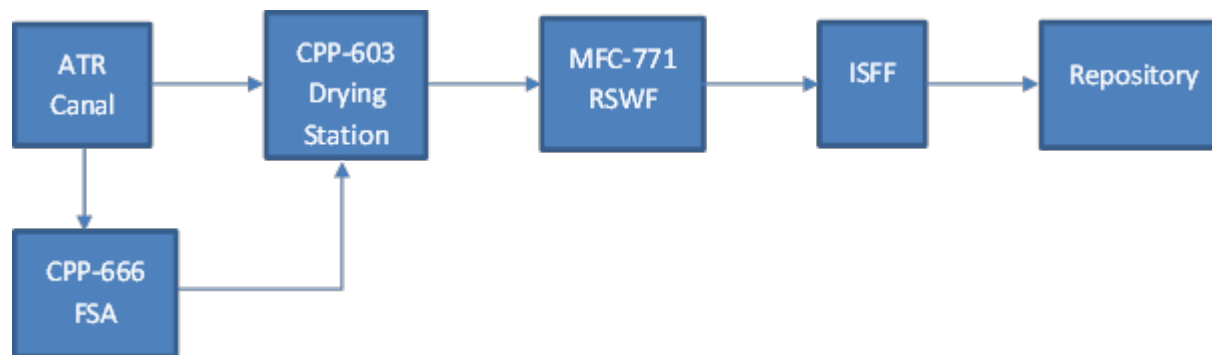 ATR
Canal
CPP-603
Drying
Station
MFC-771
RSWF
ISFF
Repository
CPP-666
FSA